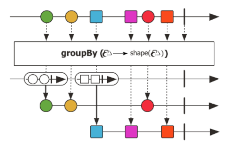 groupBy ( → shape( ) )